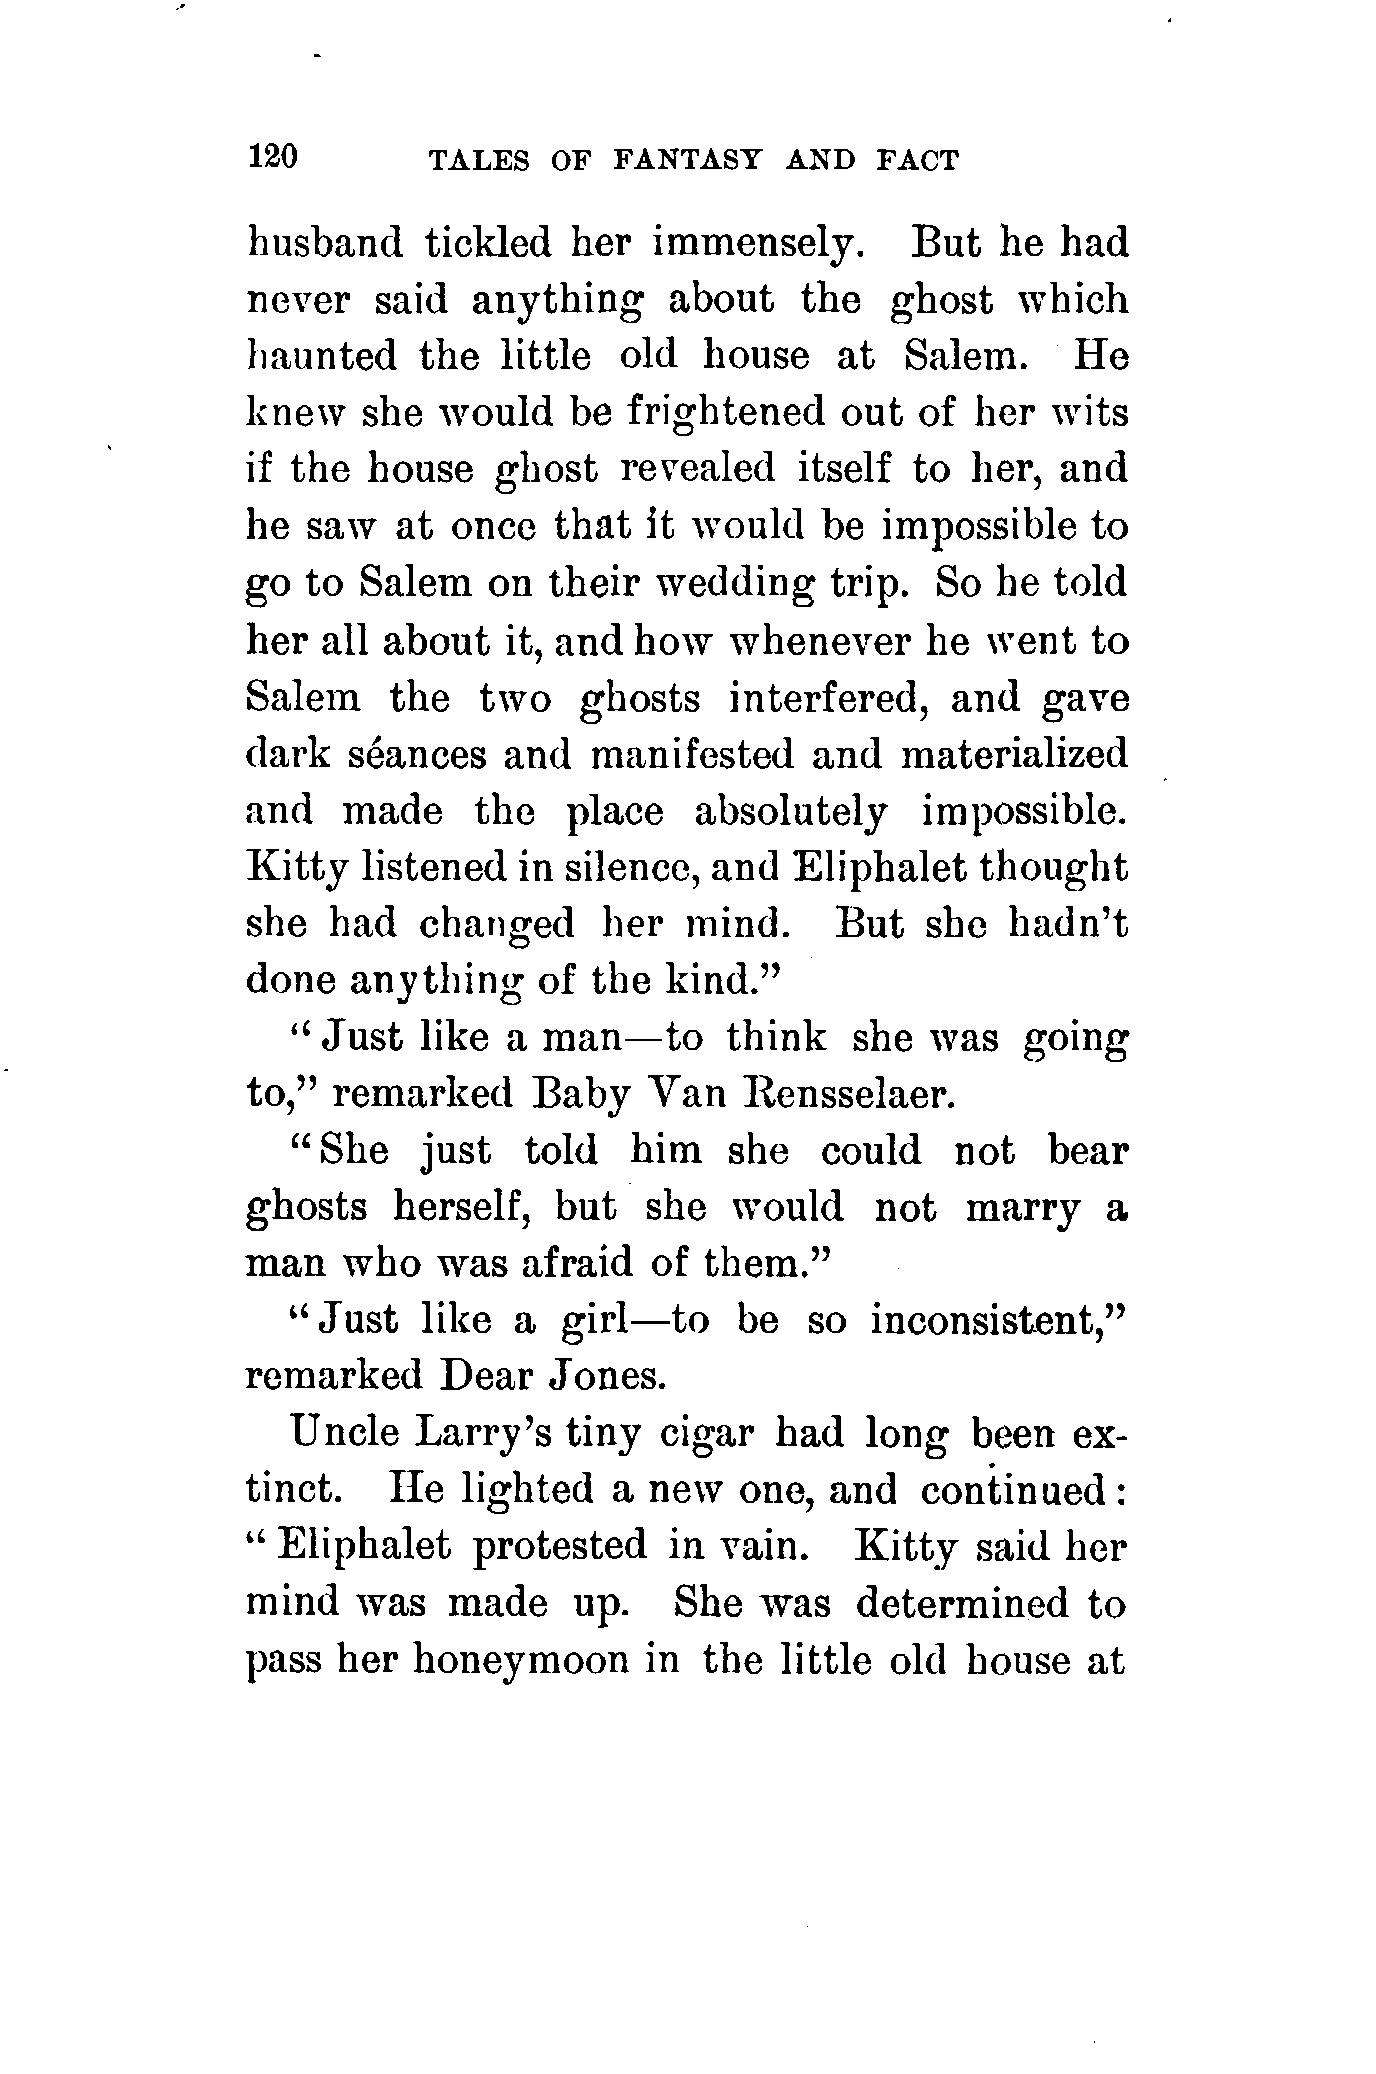 120 TALES OF FANTASY AND FACT
husband tickled her immensely. But he had
never said anything about the ghost which
haunted the little old house at Salem. He
knew she would be frightened out of her wits
if the house ghost revealed itself to her, and
he saw at once that it would be impossible to
go to Salem on their wedding trip. So he told
her all about it, and how whenever he went to
Salem the two ghosts interfered, and gave
dark séances and manifested and materialized
and made the place absolutely impossible.
Kitty listened in silence, and Eliphalet thought
she had changed her mind. But she hadn't
done anything of the kind."
"Just like a man—to think she was going
to," remarked Baby Van Rensselaer.
"She just told him she could not bear
ghosts herself, but she would not marry a
man who was afraid of them."
"Just like a girl—to be so inconsistent,"
remarked Dear Jones.
Uncle Larry's tiny cigar had long been ex-
tinct. He lighted a new one, and continued:
"Eliphalet protested in vain. Kitty said her
mind was made up. She was determined to
pass her honeymoon in the little old house at